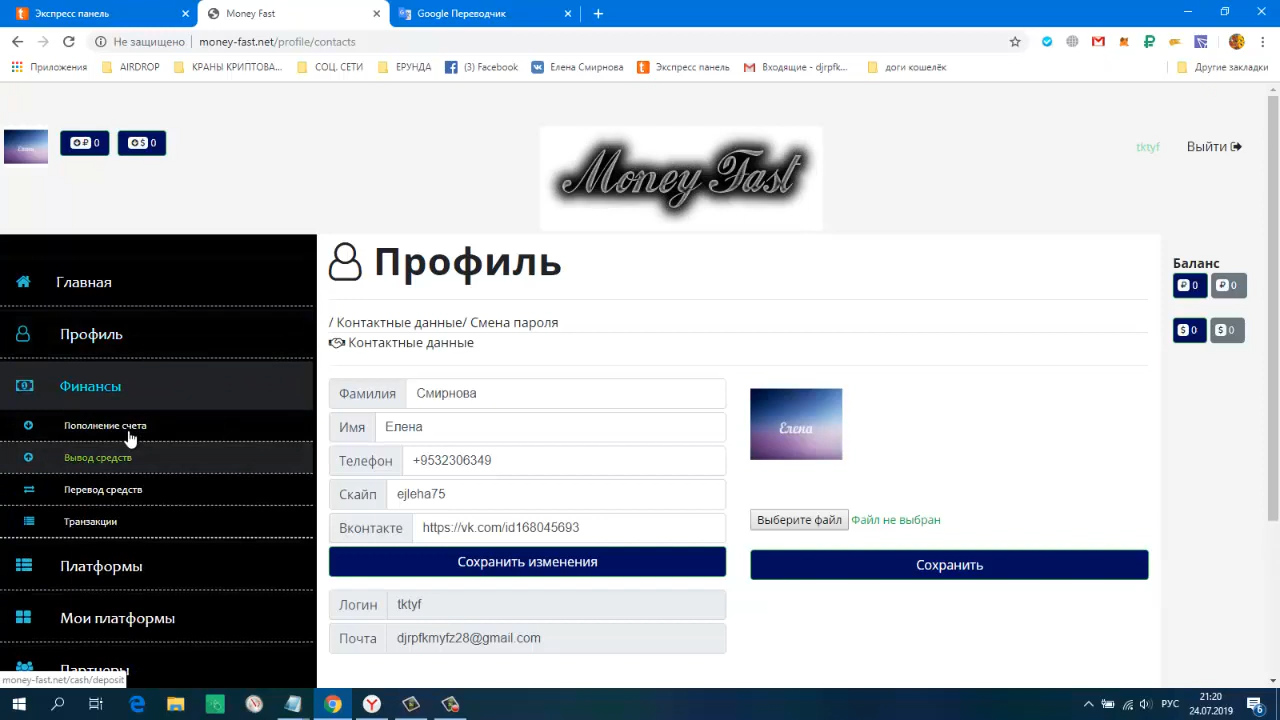 Экспресс панель
Money Fast
Google Переводчик
Не защищено
money-fast.net/profile/contacts
Приложения
AIRDROP
КРАНЫ КРИПТОВА...
СОЦ. СЕТИ
ЕРУНДА
(3) Facebook
Елена Смирнова
Экспресс панель
Входящие - djrpfk...
доги кошелёк
Другие закладки
Елена
₽ 0
$ 0
Money Fast
tktyf
Выйти
Главная
Профиль
Финансы
Пополнение счета
Вывод средств
Перевод средств
Транзакции
Платформы
Мои платформы
Партнеры
money-fast.net/cash/deposit
Профиль
/ Контактные данные/ Смена пароля
Контактные данные
Фамилия Смирнова
Имя Елена
Телефон +9532306349
Скайп ejleha75
Вконтакте https://vk.com/id168045693
Сохранить изменения
Логин tktyf
Почта djrpfkmyfz28@gmail.com
Елена
Выберите файл Файл не выбран
Сохранить
Баланс
₽ 0 ₽ 0
$ 0 $ 0
РУС
21:20
24.07.2019
6